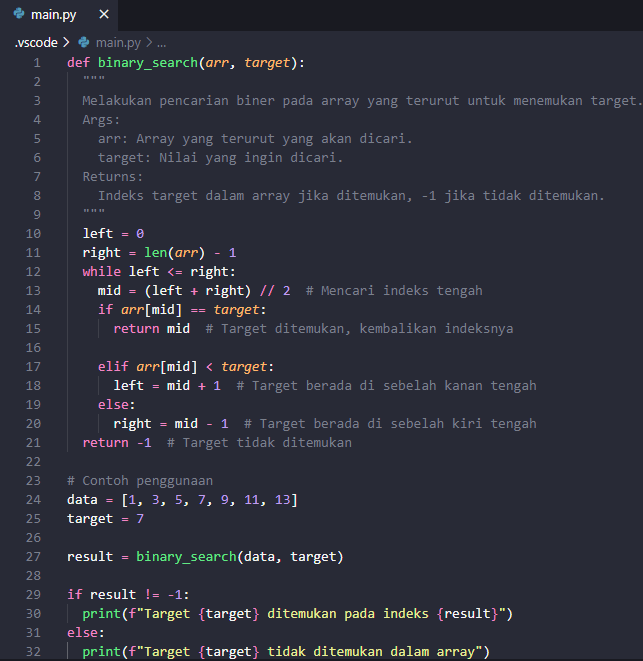 main.py ×
.vscode > main.py > ...
1 def binary_search(arr, target):
2   """
3   Melakukan pencarian biner pada array yang terurut untuk menemukan target.
4   Args:
5     arr: Array yang terurut yang akan dicari.
6     target: Nilai yang ingin dicari.
7   Returns:
8     Indeks target dalam array jika ditemukan, -1 jika tidak ditemukan.
9   """
10   left = 0
11   right = len(arr) - 1
12   while left <= right:
13     mid = (left + right) // 2  # Mencari indeks tengah
14     if arr[mid] == target:
15       return mid  # Target ditemukan, kembalikan indeksnya
16
17     elif arr[mid] < target:
18       left = mid + 1  # Target berada di sebelah kanan tengah
19     else:
20       right = mid - 1  # Target berada di sebelah kiri tengah
21   return -1  # Target tidak ditemukan
22
23 # Contoh penggunaan
24 data = [1, 3, 5, 7, 9, 11, 13]
25 target = 7
26
27 result = binary_search(data, target)
28
29 if result != -1:
30   print(f"Target {target} ditemukan pada indeks {result}")
31 else:
32   print(f"Target {target} tidak ditemukan dalam array")